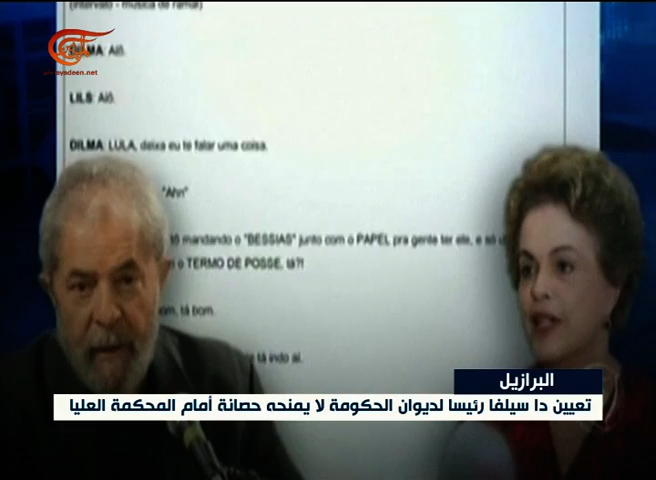 (intervalo - música de ramal)
DILMA: Alô.
LILS: Alô.
DILMA: LULA, deixa eu te falar uma coisa.
"Ahn"
tô mandando o "BESSIAS" junto com o PAPEL pra gente ter ele, e só
o TERMO DE POSSE, tá?!
tá bom.
tá indo aí.
الميادين
almayadeen.net
البرازيل
تعيين دا سيلفا رئيسا لديوان الحكومة لا يمنحه حصانة أمام المحكمة العليا